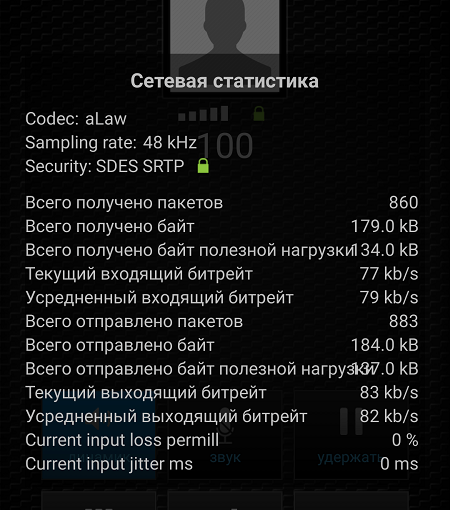 Сетевая статистика
Codec: aLaw
100
Sampling rate: 48 kHz
Security: SDES SRTP
Всего получено пакетов 860
Всего получено байт 179.0 kB
Всего получено байт полезной нагрузки 134.0 kB
Текущий входящий битрейт 77 kb/s
Усредненный входящий битрейт 79 kb/s
Всего отправлено пакетов 883
Всего отправлено байт 184.0 kB
Всего отправлено байт полезной нагрузки 137.0 kB
Текущий выходящий битрейт 83 kb/s
Усредненный выходящий битрейт 82 kb/s
Current input loss permill 0 %
Current input jitter ms 0 ms
динамик звук удержать